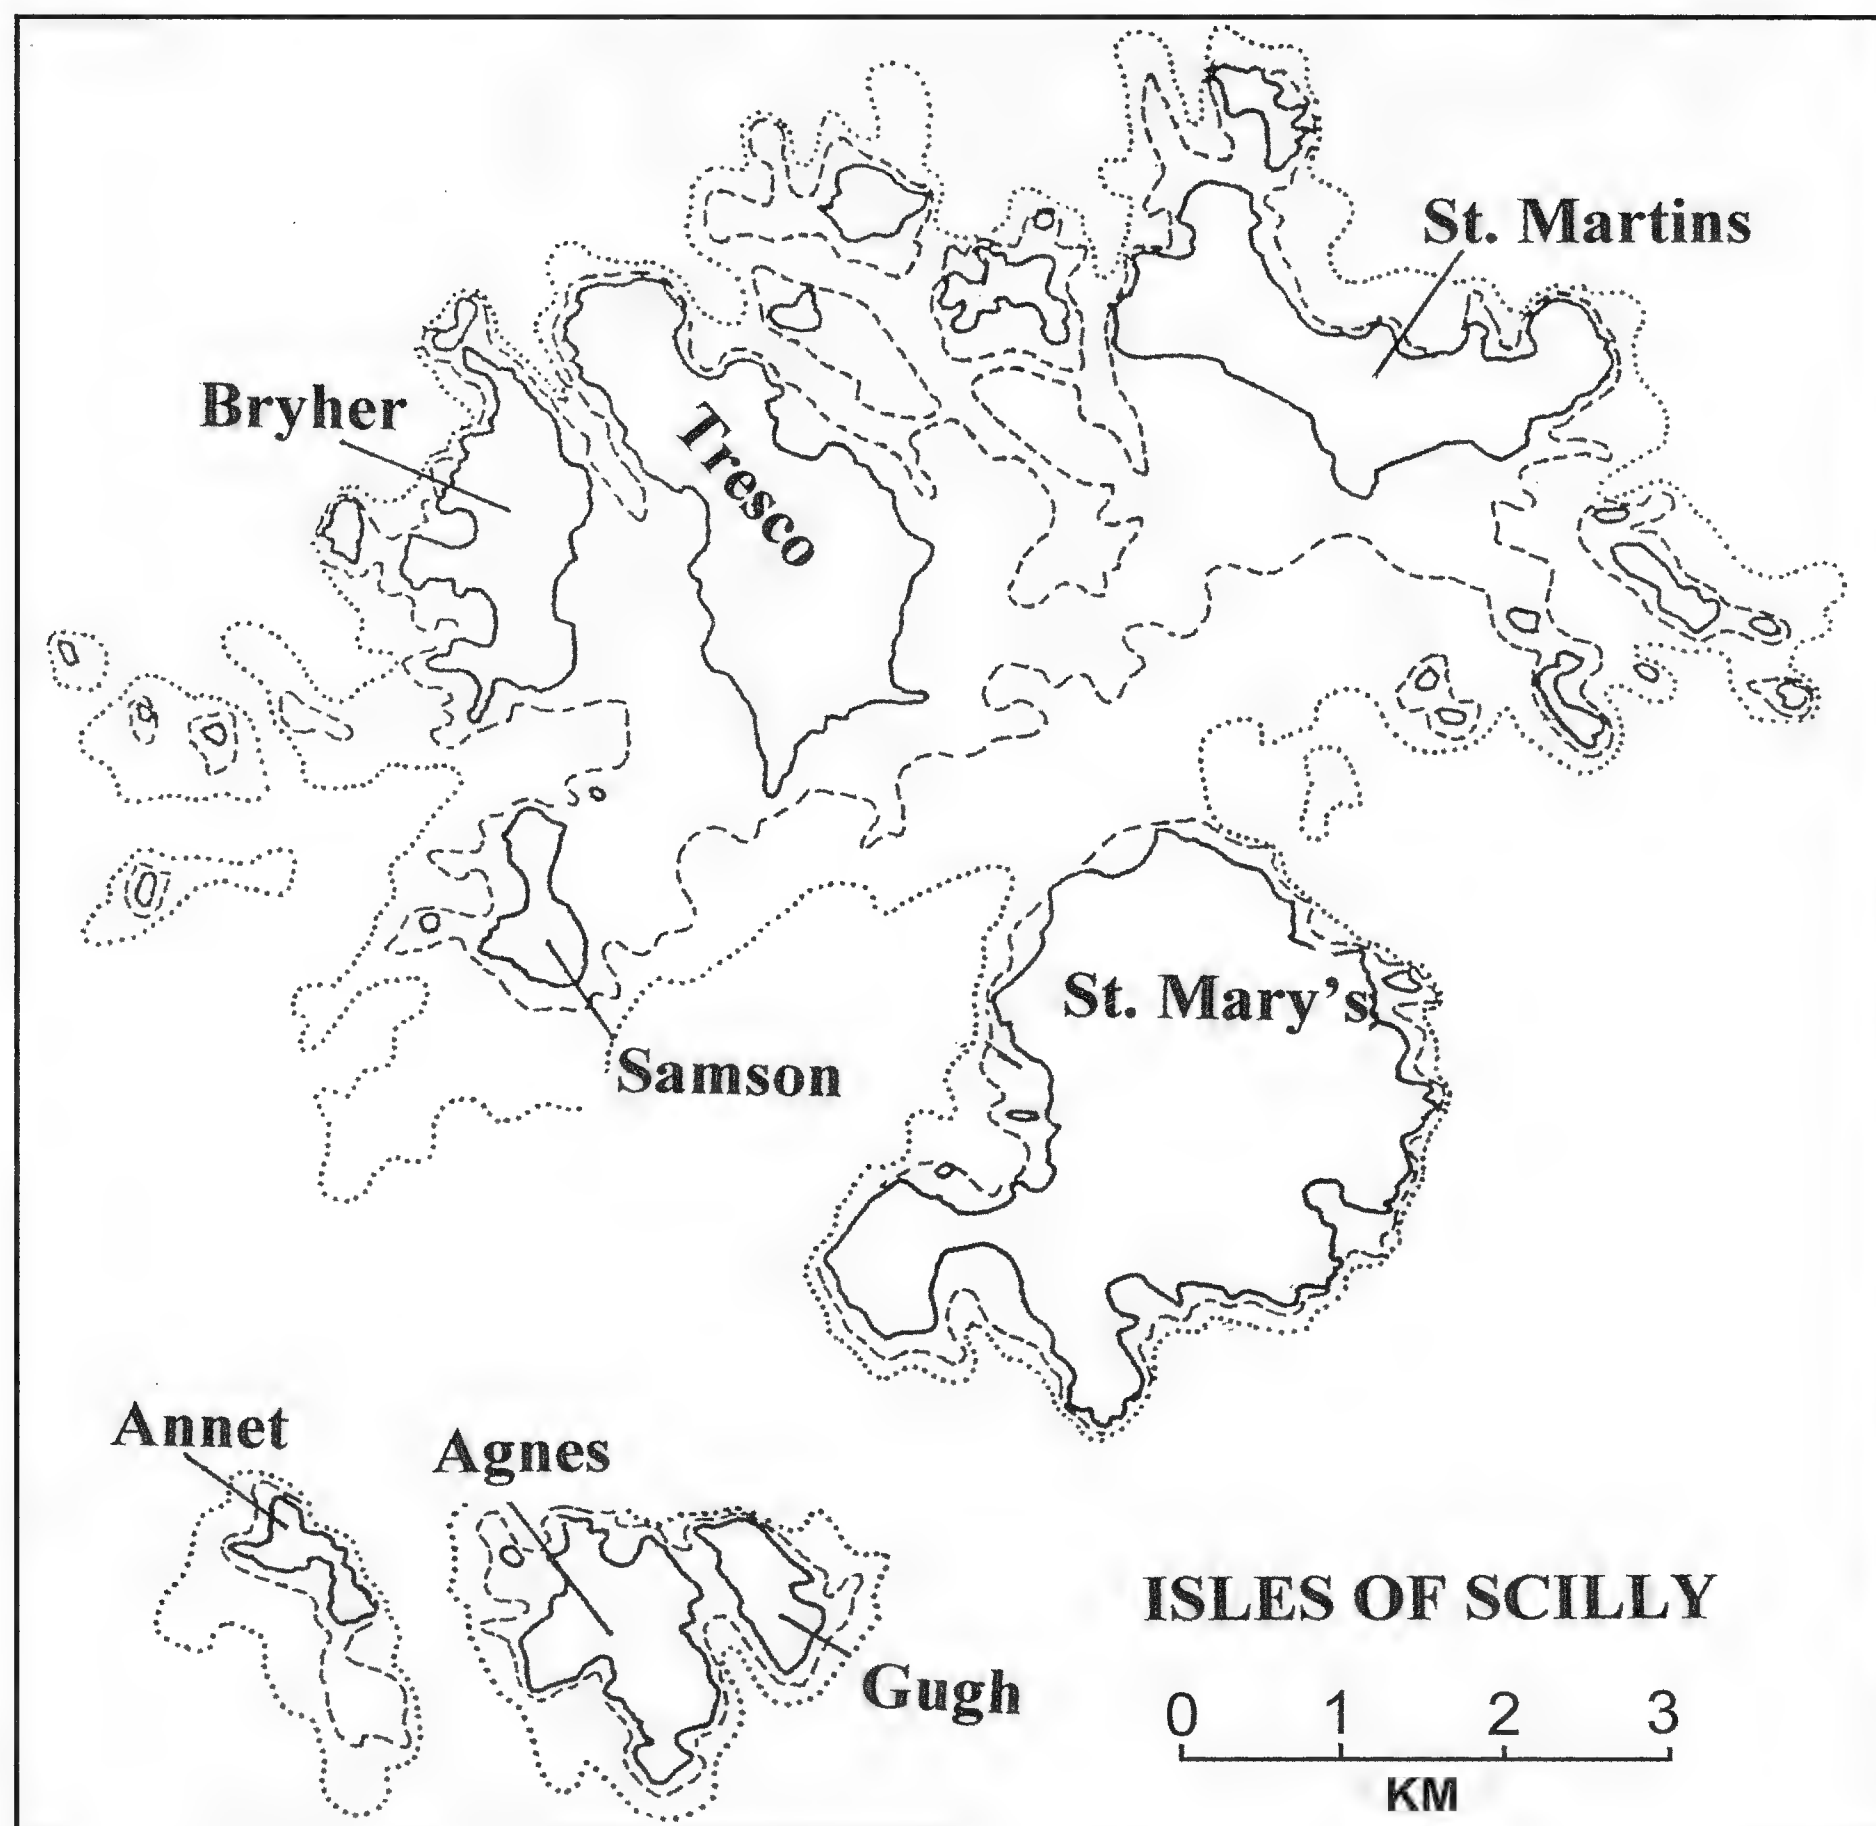 St. Martins
Bryher
Tresco
St. Mary's
Samson
Annet
Agnes
Gugh
ISLES OF SCILLY
0 1 2 3
KM